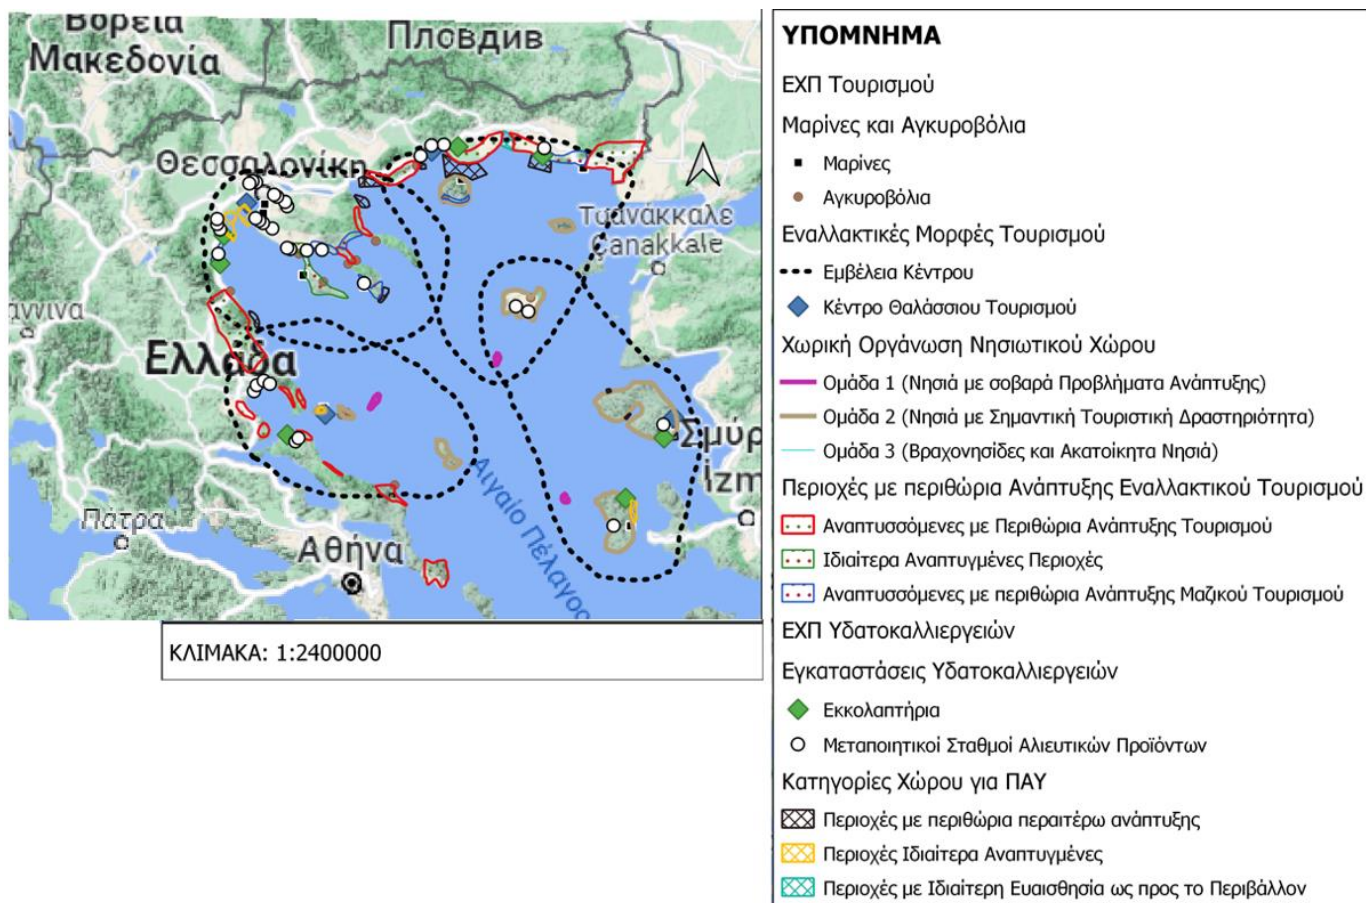 Βόρεια
Μακεδονία
Пловдив
Θεσσαλονίκη
Τσανάκκαλε
Çanakkale
άννινα
Ελλάδα
Σμύρ
İzm
Αιγαίο Πέλαγος
Πάτρα
Αθήνα
ΚΛΙΜΑΚΑ: 1:2400000
ΥΠΟΜΝΗΜΑ
ΕΧΠ Τουρισμού
Μαρίνες και Αγκυροβόλια
Μαρίνες
Αγκυροβόλια
Εναλλακτικές Μορφές Τουρισμού
Εμβέλεια Κέντρου
Κέντρο Θαλάσσιου Τουρισμού
Χωρική Οργάνωση Νησιωτικού Χώρου
Ομάδα 1 (Νησιά με σοβαρά Προβλήματα Ανάπτυξης)
Ομάδα 2 (Νησιά με Σημαντική Τουριστική Δραστηριότητα)
Ομάδα 3 (Βραχονησίδες και Ακατοίκητα Νησιά)
Περιοχές με περιθώρια Ανάπτυξης Εναλλακτικού Τουρισμού
Αναπτυσσόμενες με Περιθώρια Ανάπτυξης Τουρισμού
Ιδιαίτερα Αναπτυγμένες Περιοχές
Αναπτυσσόμενες με περιθώρια Ανάπτυξης Μαζικού Τουρισμού
ΕΧΠ Υδατοκαλλιεργειών
Εγκαταστάσεις Υδατοκαλλιεργειών
Εκκολαπτήρια
Μεταποιητικοί Σταθμοί Αλιευτικών Προϊόντων
Κατηγορίες Χώρου για ΠΑΥ
Περιοχές με περιθώρια περαιτέρω ανάπτυξης
Περιοχές Ιδιαίτερα Αναπτυγμένες
Περιοχές με Ιδιαίτερη Ευαισθησία ως προς το Περιβάλλον